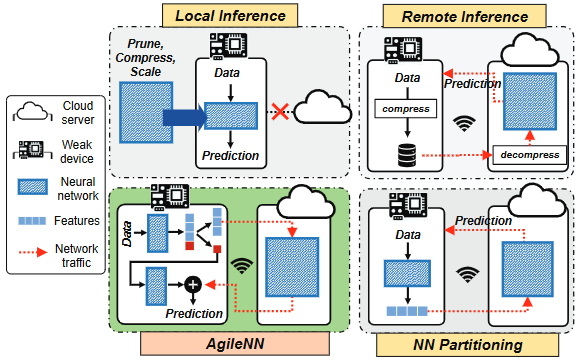 Local Inference
Remote Inference
Prune,
Compress,
Scale
Data
Prediction
Data
compress
Prediction
decompress
Cloud
server
Weak
device
Neural
network
Features
Network
traffic
Data
Prediction
Data
Prediction
AgileNN
NN Partitioning